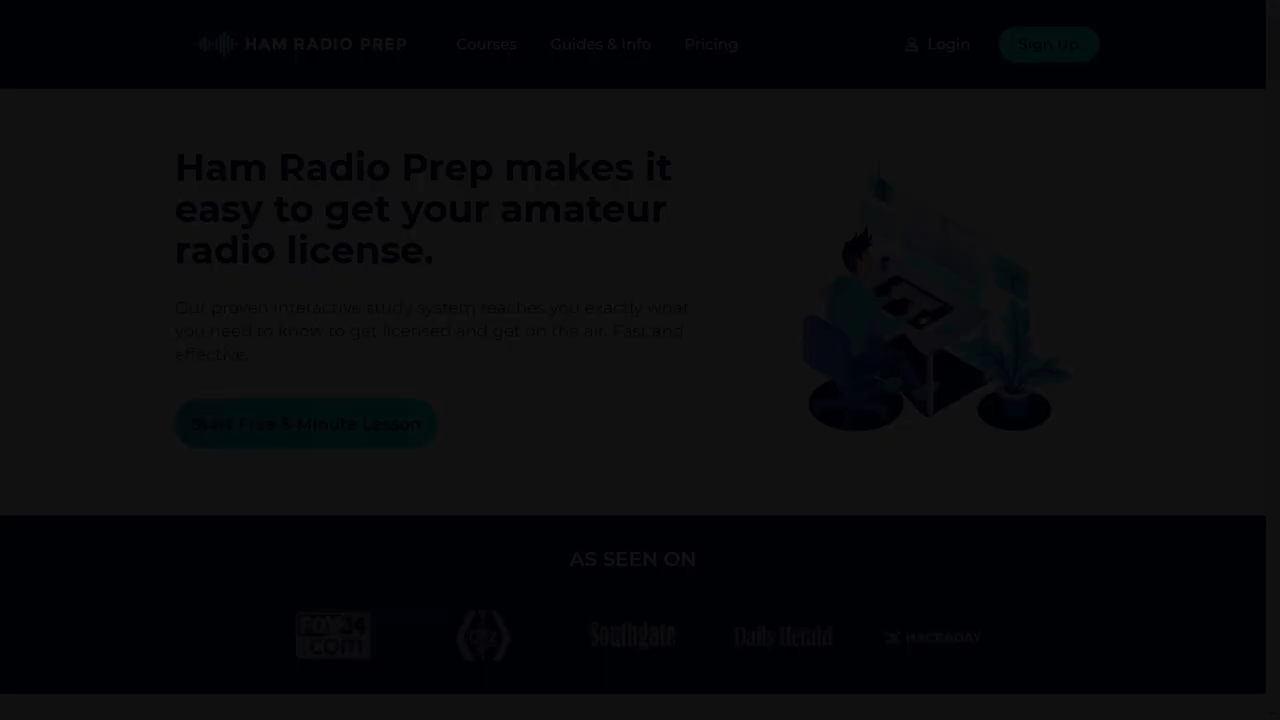 HAM RADIO PREP
Courses
Guides & Info
Pricing
Login
Sign Up
Ham Radio Prep makes it
easy to get your amateur
radio license.
Our proven interactive study system teaches you exactly what
you need to know to get licensed and get on the air. Fast and
effective.
Start Free 5-Minute Lesson
AS SEEN ON
FOX34
.com
QRZ
Southgate
Daily Herald
HACKADAY